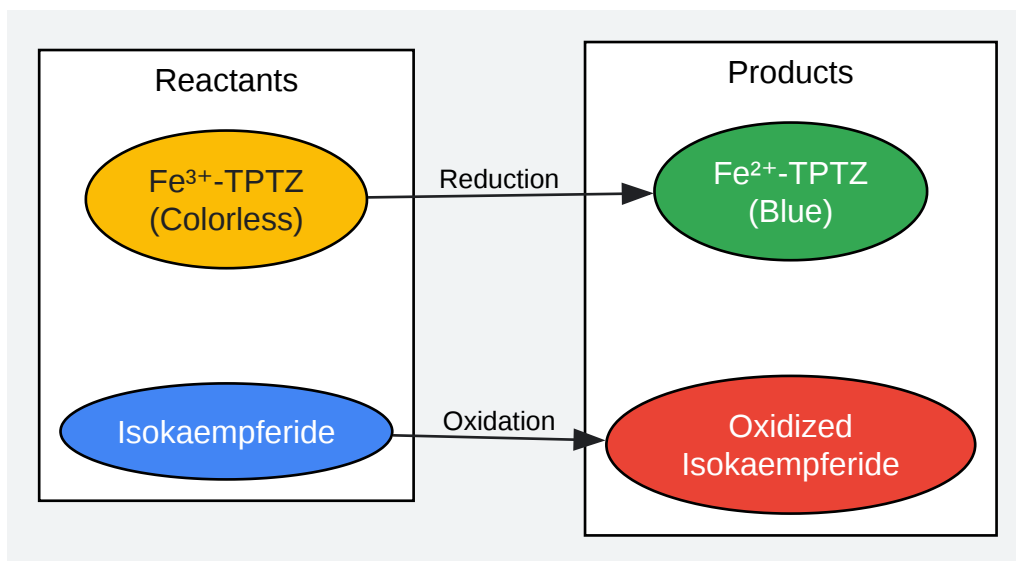 Reactants
Products
Fe³⁺-TPTZ
(Colorless)
Reduction
Fe²⁺-TPTZ
(Blue)
Isokaempferide
Oxidation
Oxidized
Isokaempferide